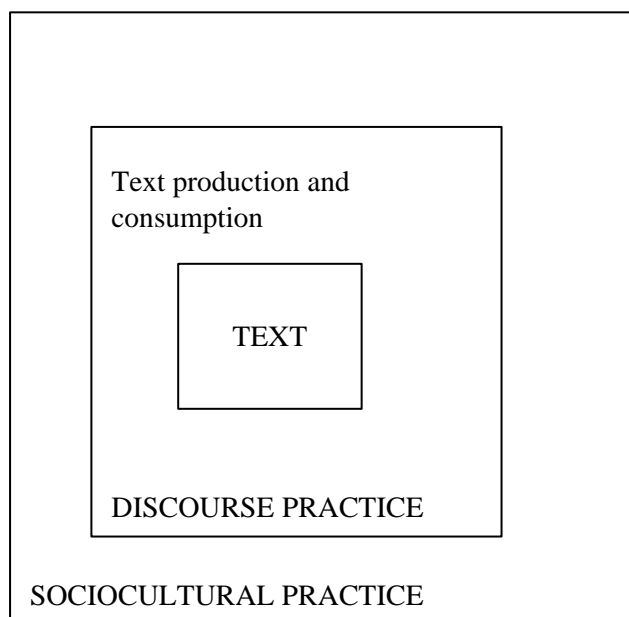 Text production and
consumption
TEXT
DISCOURSE PRACTICE
SOCIOCULTURAL PRACTICE